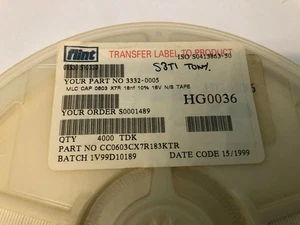 flint TRANSFER LABEL TO PRODUCT
S3TI TONY.
YOUR PART NO 3332-0005
MLC CAP 0603 X7R 18nf 10% 16V N/S TAPE
HG0036
YOUR ORDER S0001489
QTY 4000 TDK
PART NO CC0603CX7R183KTR
BATCH 1V99D10189 DATE CODE 15/1999